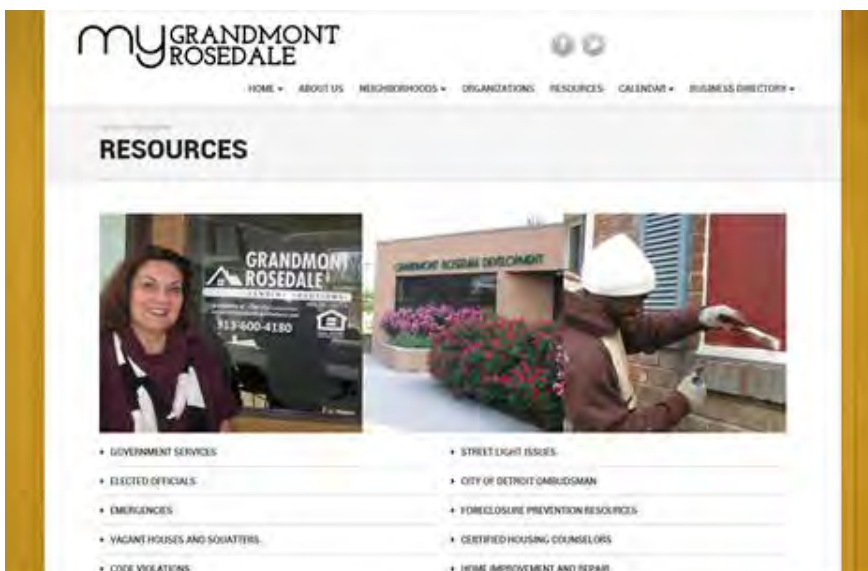 my GRANDMONT
ROSEDALE
HOME ABOUT US NEIGHBORHOODS ORGANIZATIONS RESOURCES CALENDAR BUSINESS DIRECTORY
RESOURCES
GRANDMONT
ROSEDALE
LENDING SOLUTIONS
313-600-4180
GRANDMONT ROSEDALE DEVELOPMENT
GOVERNMENT SERVICES
ELECTED OFFICIALS
EMERGENCIES
VACANT HOUSES AND SQUATTERS
CODE VIOLATIONS
STREET LIGHT ISSUES
CITY OF DETROIT OMBUDSMAN
FORECLOSURE PREVENTION RESOURCES
CERTIFIED HOUSING COUNSELORS
HOME IMPROVEMENT AND REPAIR